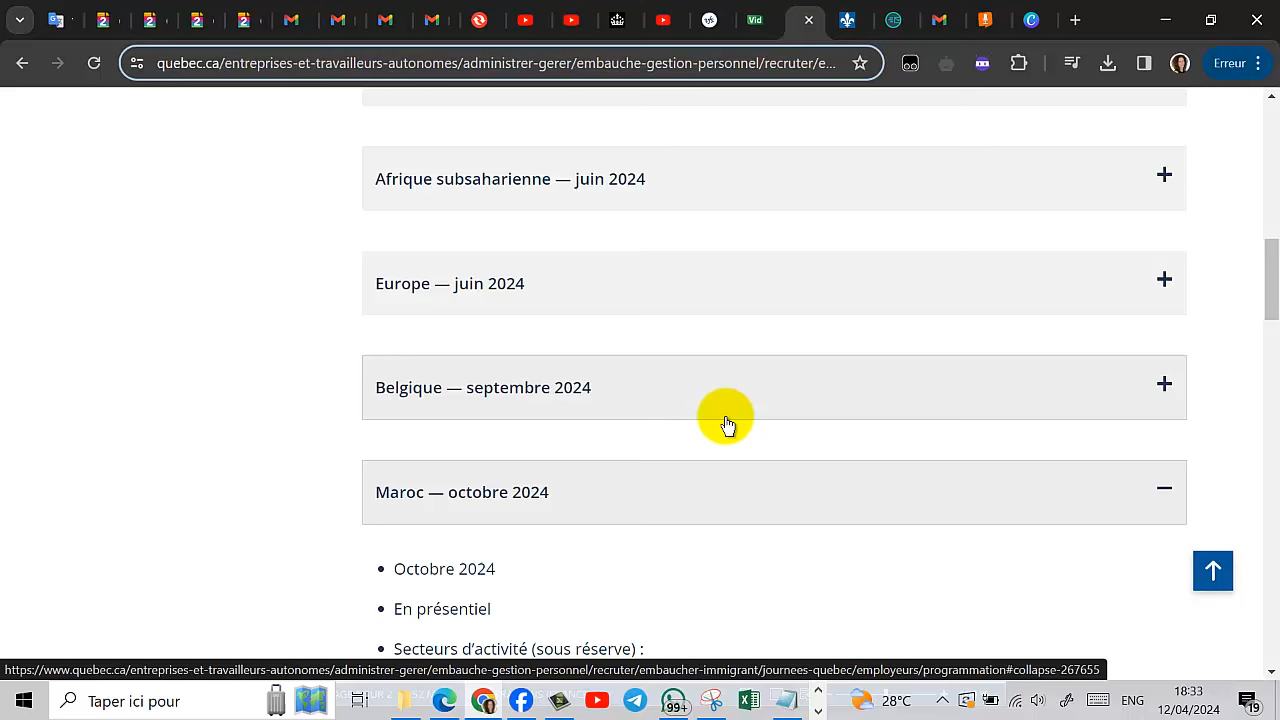 Vid
quebec.ca/entreprises-et-travailleurs-autonomes/administrer-gerer/embauche-gestion-personnel/recruter/e...
Erreur
Afrique subsaharienne — juin 2024
Europe — juin 2024
Belgique — septembre 2024
Maroc — octobre 2024
Octobre 2024
En présentiel
Secteurs d’activité (sous réserve) :
https://www.quebec.ca/entreprises-et-travailleurs-autonomes/administrer-gerer/embauche-gestion-personnel/recruter/embaucher-immigrant/journees-quebec/employeurs/programmation#collapse-267655
Taper ici pour
99+
28°C
ENG
18:33
12/04/2024
19